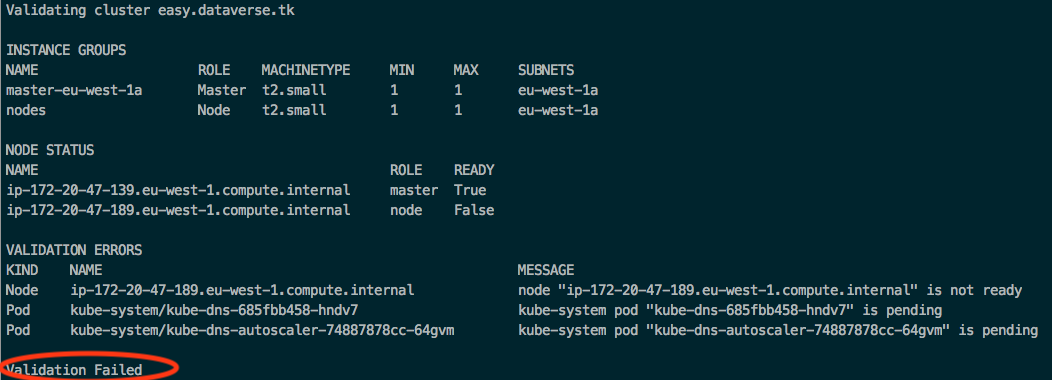 Validating cluster easy.dataverse.tk
INSTANCE GROUPS
NAME ROLE MACHINETYPE MIN MAX SUBNETS
master-eu-west-1a Master t2.small 1 1 eu-west-1a
nodes Node t2.small 1 1 eu-west-1a
NODE STATUS
NAME ROLE READY
ip-172-20-47-139.eu-west-1.compute.internal master True
ip-172-20-47-189.eu-west-1.compute.internal node False
VALIDATION ERRORS
KIND NAME MESSAGE
Node ip-172-20-47-189.eu-west-1.compute.internal node "ip-172-20-47-189.eu-west-1.compute.internal" is not ready
Pod kube-system/kube-dns-685fbb458-hndv7 kube-system pod "kube-dns-685fbb458-hndv7" is pending
Pod kube-system/kube-dns-autoscaler-74887878cc-64gvm kube-system pod "kube-dns-autoscaler-74887878cc-64gvm" is pending
Validation Failed